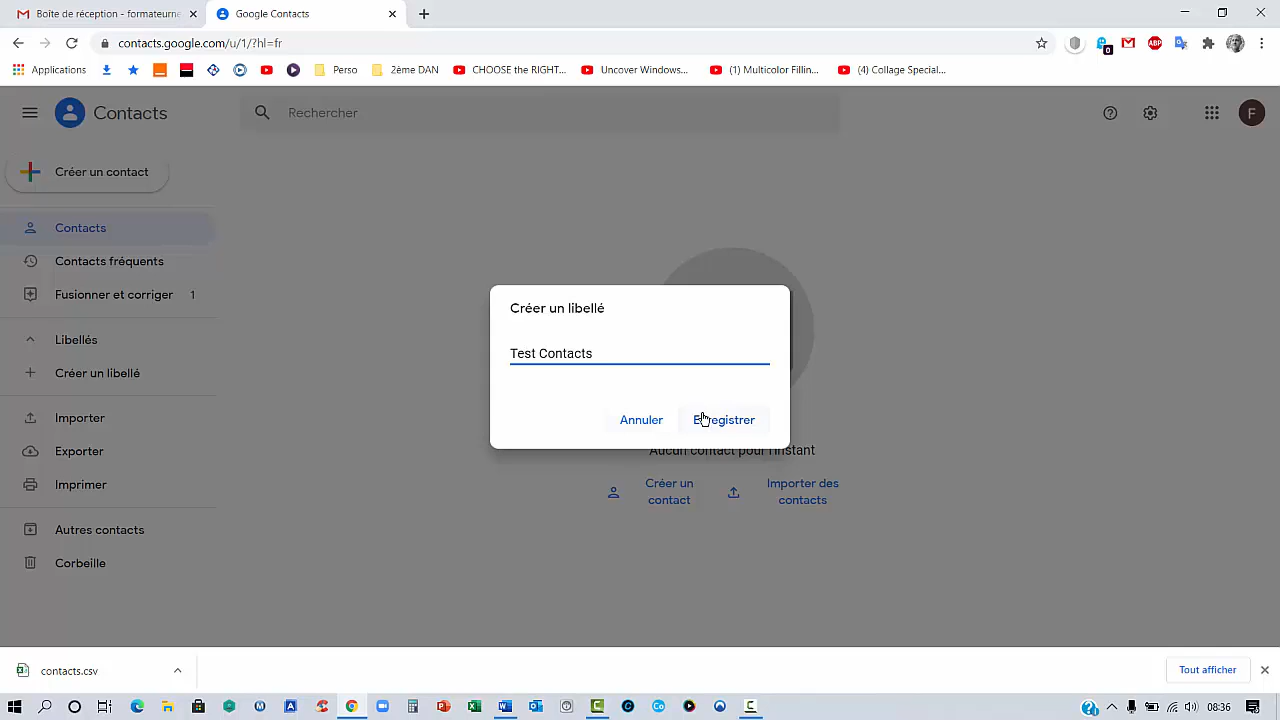 Boîte de réception - formateurne
Google Contacts
contacts.google.com/u/1/?hl=fr
0
ABP
Applications
Perso
2ème DAN
CHOOSE the RIGHT...
Uncover Windows...
(1) Multicolor Fillin...
(4) Collage Special...
Contacts
Rechercher
F
Créer un contact
Contacts
Contacts fréquents
Fusionner et corriger 1
Libellés
Créer un libellé
Importer
Exporter
Imprimer
Autres contacts
Corbeille
Créer un libellé
Test Contacts
Annuler
Enregistrer
Aucun contact pour l'instant
Créer un
contact
Importer des
contacts
contacts.csv
Tout afficher
08:36